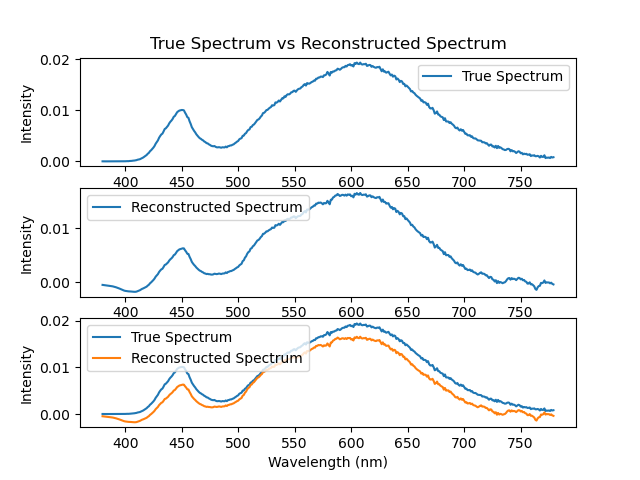 True Spectrum vs Reconstructed Spectrum
0.02
0.01
0.00
Intensity
True Spectrum
400 450 500 550 600 650 700 750
0.01
0.00
Intensity
Reconstructed Spectrum
400 450 500 550 600 650 700 750
0.02
0.01
0.00
Intensity
True Spectrum
Reconstructed Spectrum
400 450 500 550 600 650 700 750
Wavelength (nm)